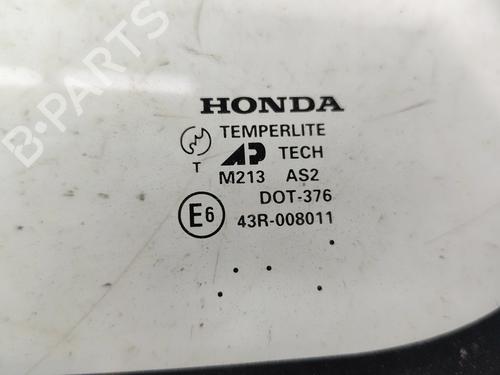 B-PARTS
HONDA
TEMPERLITE
T AP TECH
M213 AS2
DOT-376
E6 43R-008011